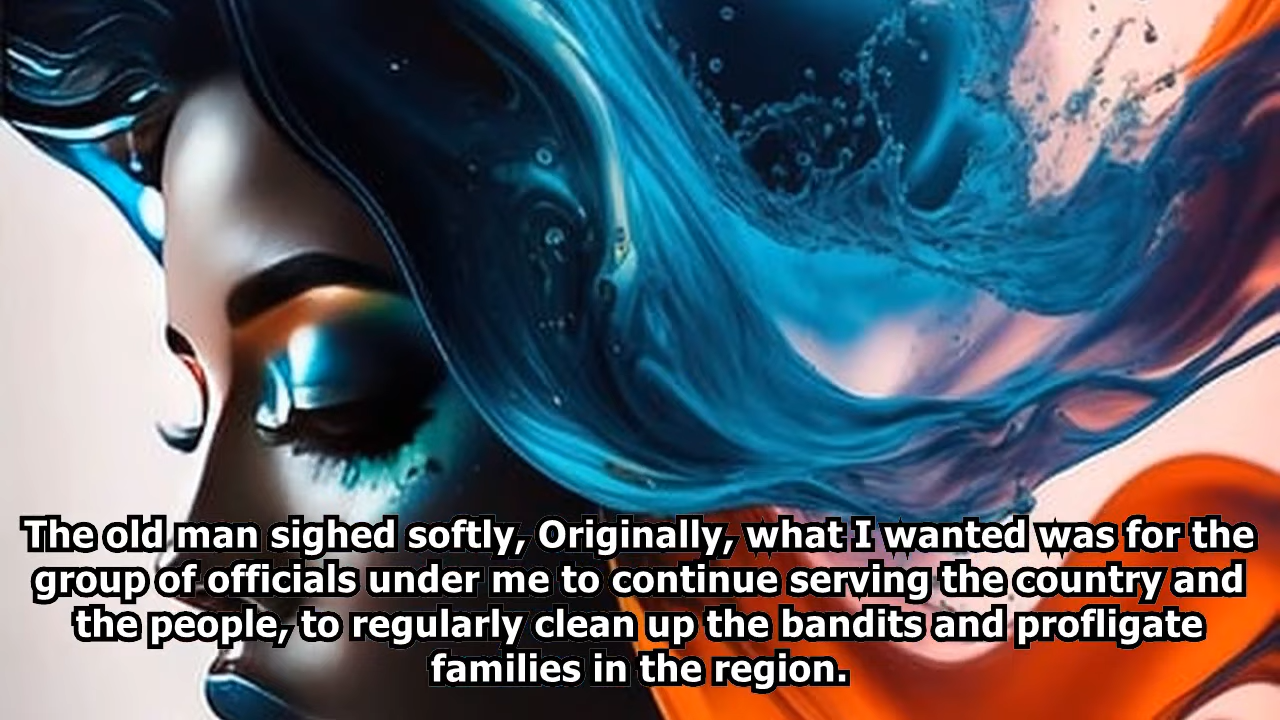 The old man sighed softly, Originally, what I wanted was for the
group of officials under me to continue serving the country and
the people, to regularly clean up the bandits and profligate
families in the region.